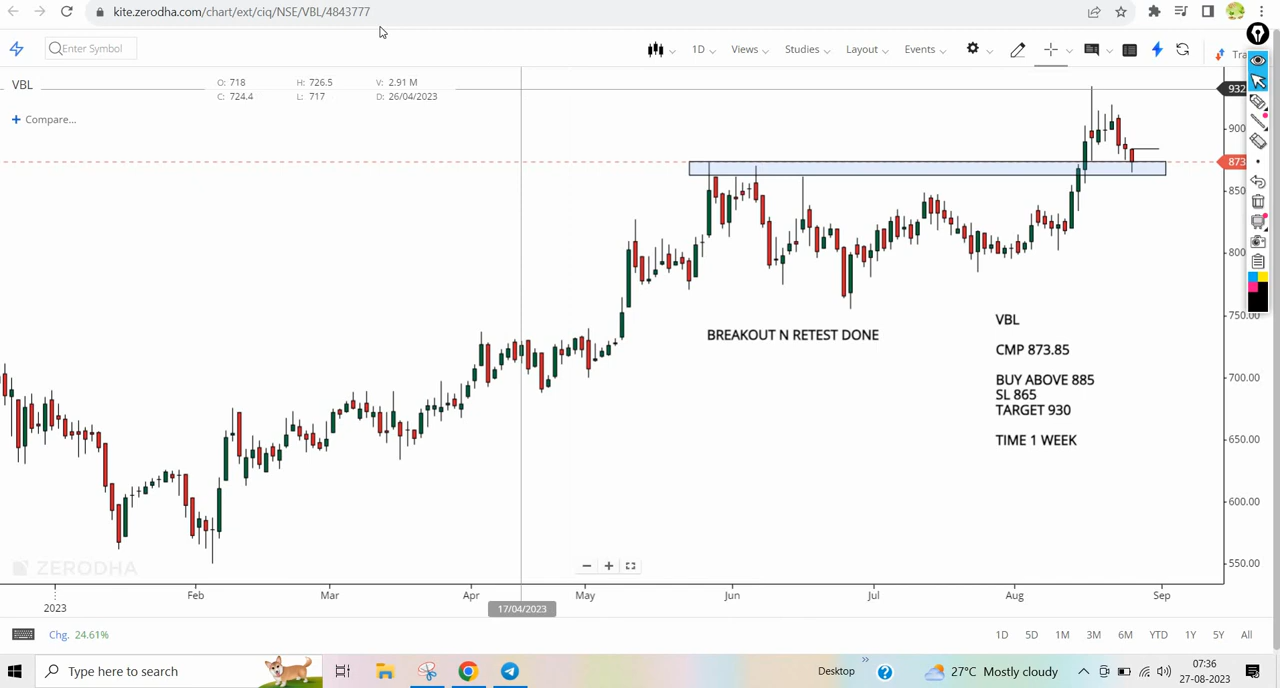 kite.zerodha.com/chart/ext/ciq/NSE/VBL/4843777
Enter Symbol
1D
Views
Studies
Layout
Events
Tra
VBL
O: 718
H: 726.5
V: 2.91 M
C: 724.4
L: 717
D: 26/04/2023
Compare...
932
900
873
850
800
750.00
700.00
650.00
600.00
550.00
BREAKOUT N RETEST DONE
VBL
CMP 873.85
BUY ABOVE 885
SL 865
TARGET 930
TIME 1 WEEK
ZERODHA
2023
Feb
Mar
Apr
May
Jun
Jul
Aug
Sep
17/04/2023
Chg. 24.61%
1D
5D
1M
3M
6M
YTD
1Y
5Y
All
Type here to search
Desktop
27°C Mostly cloudy
07:36
27-08-2023